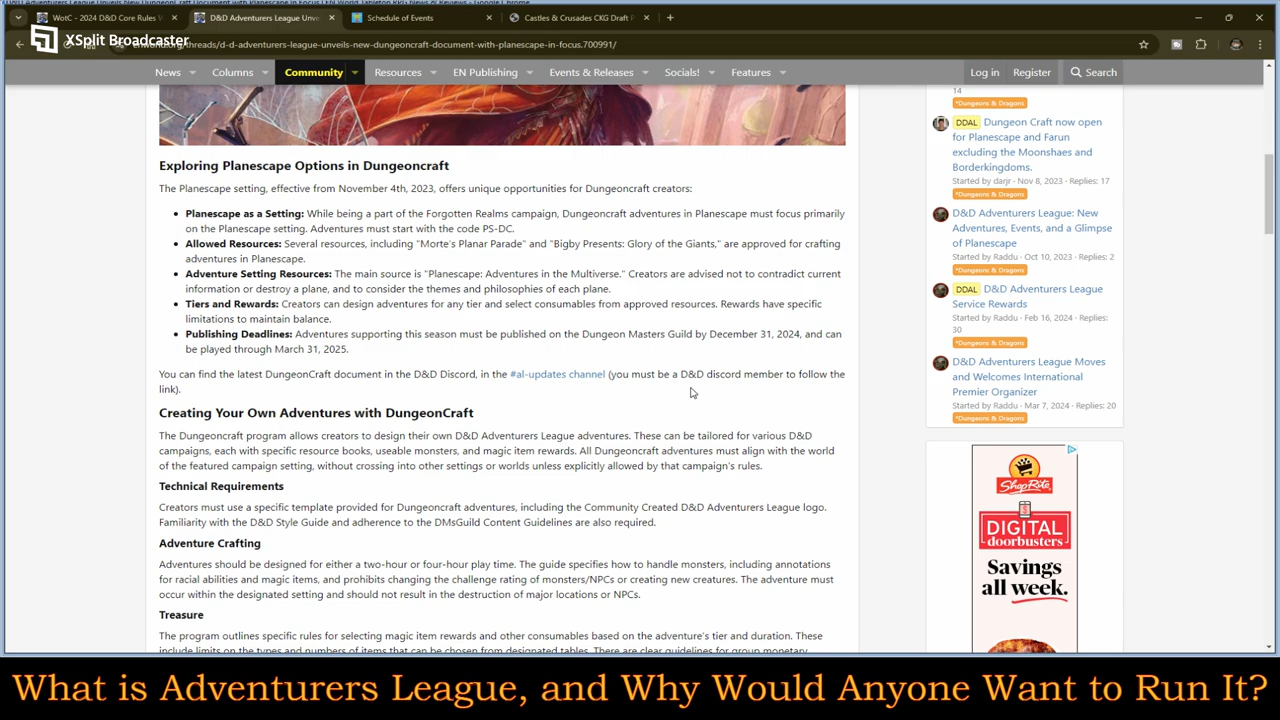 WotC - 2024 D&D Core Rules
D&D Adventurers League Unve
Schedule of Events
Castles & Crusades CKG Draft
XSplit Broadcaster
/threads/d-d-adventurers-league-unveils-new-dungeoncraft-document-with-planescape-in-focus.700991/
News
Columns
Community
Resources
EN Publishing
Events & Releases
Socials!
Features
Log in
Register
Search
Exploring Planescape Options in Dungeoncraft
The Planescape setting, effective from November 4th, 2023, offers unique opportunities for Dungeoncraft creators:
• Planescape as a Setting: While being a part of the Forgotten Realms campaign, Dungeoncraft adventures in Planescape must focus primarily
on the Planescape setting. Adventures must start with the code PS-DC.
• Allowed Resources: Several resources, including "Morte's Planar Parade" and "Bigby Presents: Glory of the Giants," are approved for crafting
adventures in Planescape.
• Adventure Setting Resources: The main source is "Planescape: Adventures in the Multiverse." Creators are advised not to contradict current
information or destroy a plane, and to consider the themes and philosophies of each plane.
• Tiers and Rewards: Creators can design adventures for any tier and select consumables from approved resources. Rewards have specific
limitations to maintain balance.
• Publishing Deadlines: Adventures supporting this season must be published on the Dungeon Masters Guild by December 31, 2024, and can
be played through March 31, 2025.
You can find the latest DungeonCraft document in the D&D Discord, in the #al-updates channel (you must be a D&D discord member to follow the
link).
Creating Your Own Adventures with DungeonCraft
The Dungeoncraft program allows creators to design their own D&D Adventurers League adventures. These can be tailored for various D&D
campaigns, each with specific resource books, useable monsters, and magic item rewards. All Dungeoncraft adventures must align with the world
of the featured campaign setting, without crossing into other settings or worlds unless explicitly allowed by that campaign's rules.
Technical Requirements
Creators must use a specific template provided for Dungeoncraft adventures, including the Community Created D&D Adventurers League logo.
Familiarity with the D&D Style Guide and adherence to the DMsGuild Content Guidelines are also required.
Adventure Crafting
Adventures should be designed for either a two-hour or four-hour play time. The guide specifies how to handle monsters, including annotations
for racial abilities and magic items, and prohibits changing the challenge rating of monsters/NPCs or creating new creatures. The adventure must
occur within the designated setting and should not result in the destruction of major locations or NPCs.
Treasure
The program outlines specific rules for selecting magic item rewards and other consumables based on the adventure's tier and duration. These
include limits on the types and numbers of items that can be chosen from designated tables. There are clear guidelines for group monetary
14
*Dungeons & Dragons
DDAL Dungeon Craft now open
for Planescape and Farun
excluding the Moonshaes and
Borderkingdoms.
Started by darjr · Nov 8, 2023 · Replies: 17
*Dungeons & Dragons
D&D Adventurers League: New
Adventures, Events, and a Glimpse
of Planescape
Started by Raddu · Oct 10, 2023 · Replies: 2
*Dungeons & Dragons
DDAL D&D Adventurers League
Service Rewards
Started by Raddu · Feb 16, 2024 · Replies:
30
*Dungeons & Dragons
D&D Adventurers League Moves
and Welcomes International
Premier Organizer
Started by Raddu · Mar 7, 2024 · Replies: 20
*Dungeons & Dragons
ShopRite
DIGITAL
doorbusters
Savings
all week.
What is Adventurers League, and Why Would Anyone Want to Run It?